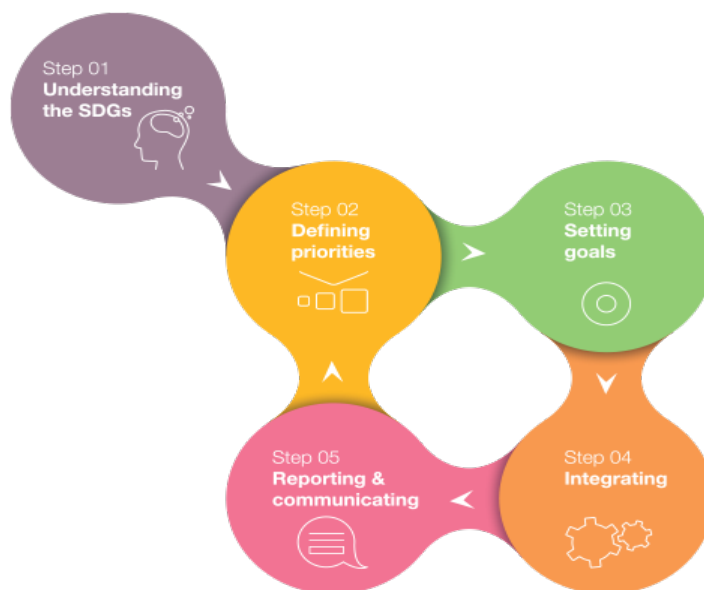 Step 01
Understanding
the SDGs
Step 02
Defining
priorities
Step 03
Setting
goals
Step 04
Integrating
Step 05
Reporting &
communicating